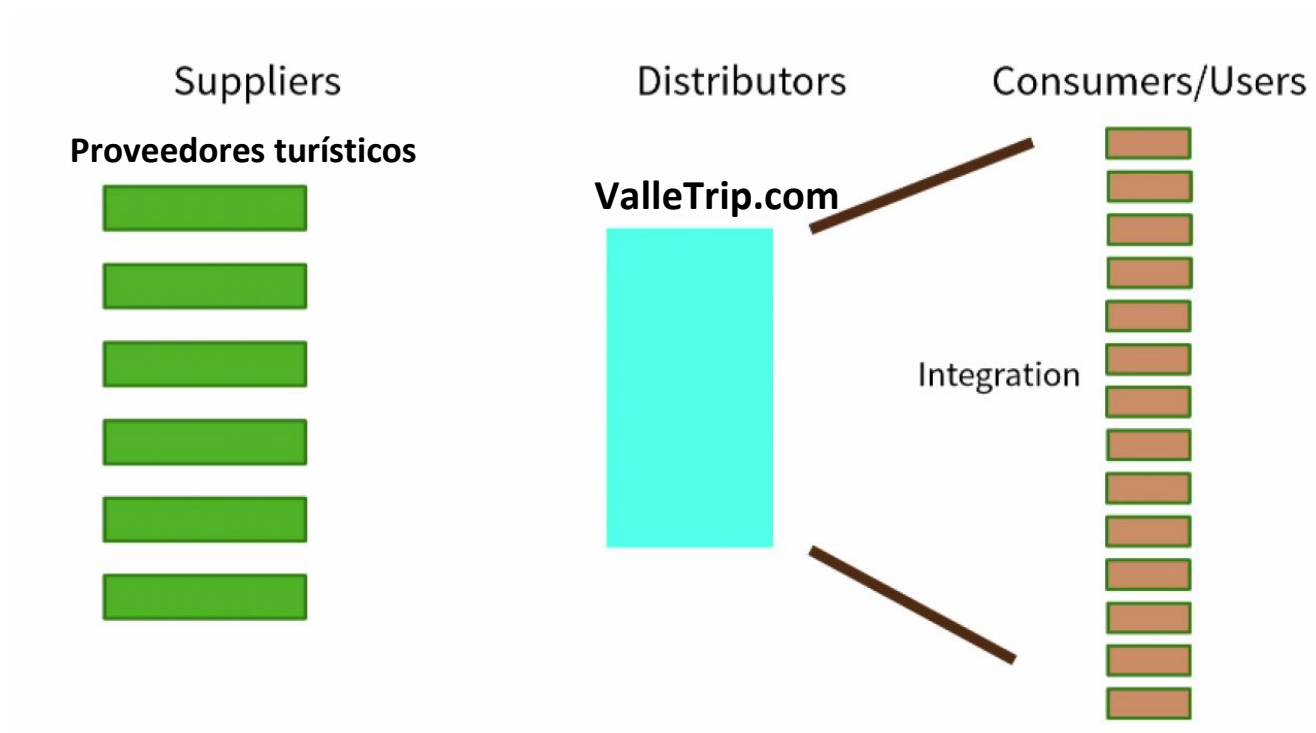 Suppliers
Distributors
Consumers/Users
Proveedores turísticos
ValleTrip.com
Integration